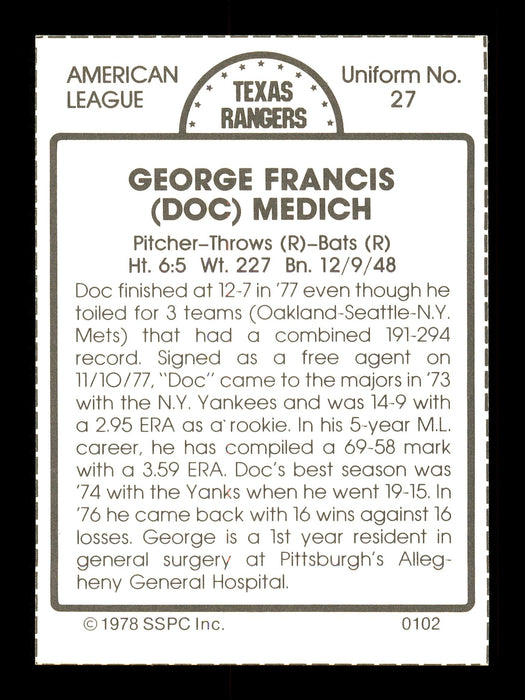 AMERICAN LEAGUE
TEXAS RANGERS
Uniform No. 27
GEORGE FRANCIS
(DOC) MEDICH
Pitcher-Throws (R)-Bats (R)
Ht. 6:5 Wt. 227 Bn. 12/9/48
Doc finished at 12-7 in '77 even though he
toiled for 3 teams (Oakland-Seattle-N.Y.
Mets) that had a combined 191-294
record. Signed as a free agent on
11/10/77, "Doc" came to the majors in '73
with the N.Y. Yankees and was 14-9 with
a 2.95 ERA as a rookie. In his 5-year M.L.
career, he has compiled a 69-58 mark
with a 3.59 ERA. Doc's best season was
'74 with the Yanks when he went 19-15. In
'76 he came back with 16 wins against 16
losses. George is a 1st year resident in
general surgery at Pittsburgh's Alleg-
heny General Hospital.
© 1978 SSPC Inc. 0102